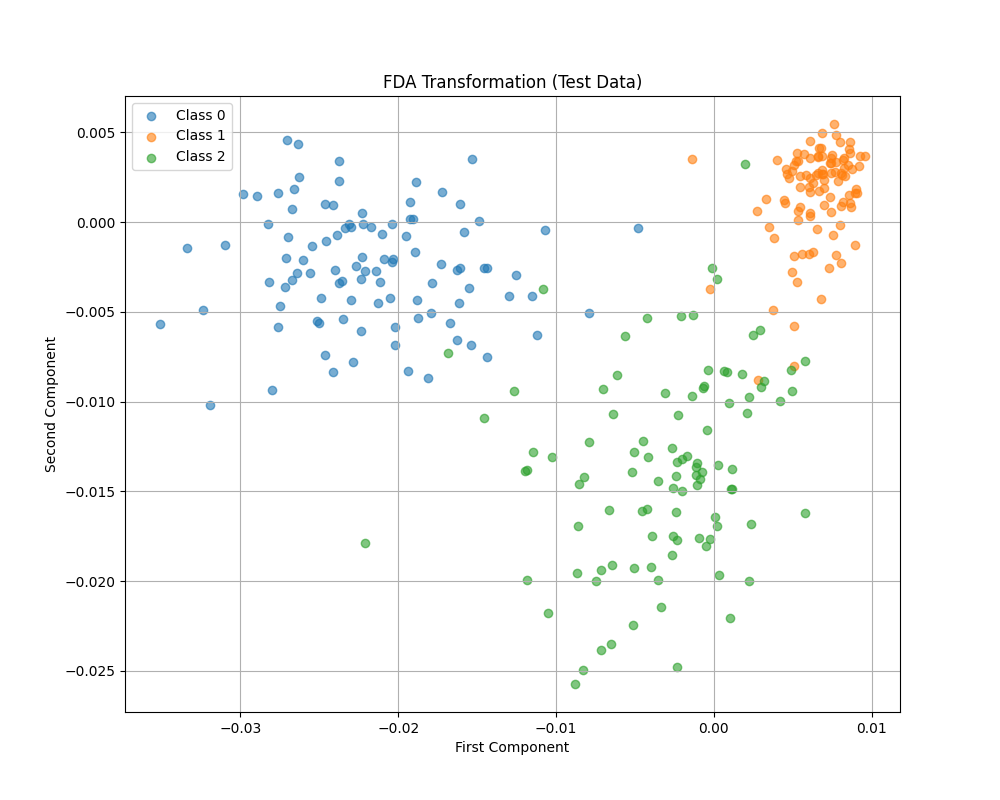 FDA Transformation (Test Data)
Class 0
Class 1
Class 2
0.005
0.000
−0.005
−0.010
−0.015
−0.020
−0.025
Second Component
−0.03
−0.02
−0.01
0.00
0.01
First Component